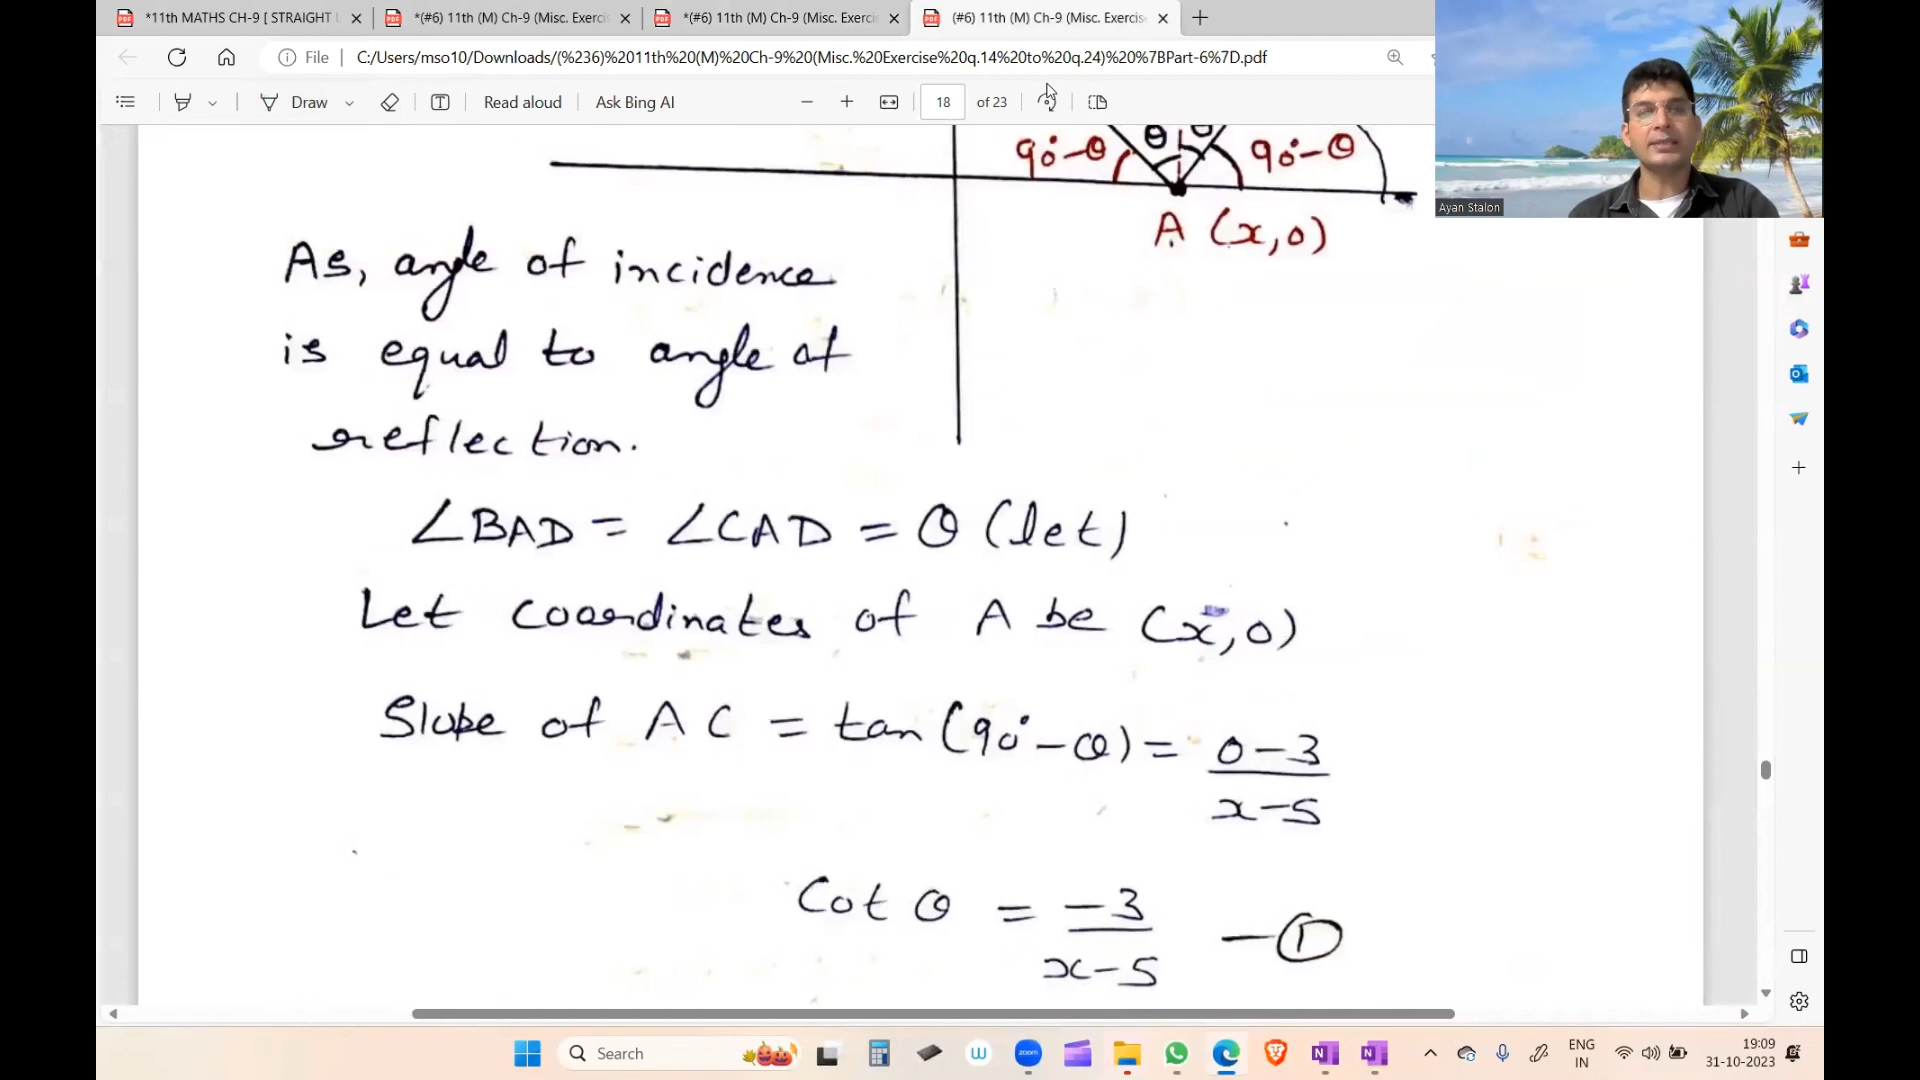 *11th MATHS CH-9 [ STRAIGHT L
*(#6) 11th (M) Ch-9 (Misc. Exercis
*(#6) 11th (M) Ch-9 (Misc. Exercis
(#6) 11th (M) Ch-9 (Misc. Exercis
File
C:/Users/mso10/Downloads/(%236)%2011th%20(M)%20Ch-9%20(Misc.%20Exercise%20q.14%20to%20q.24)%20%7BPart-6%7D.pdf
Draw
Read aloud
Ask Bing AI
18
of 23
Ayan Stalon
90°-θ
θ
90°-θ
A (x,0)
As, angle of incidence
is equal to angle of
reflection.
∠BAD = ∠CAD = θ (let)
Let coordinates of A be (x,0)
Slope of AC = tan(90°-θ) = 0-3
x-5
Cot θ = -3 -①
x-5
Search
zoom
ENG
IN
19:09
31-10-2023